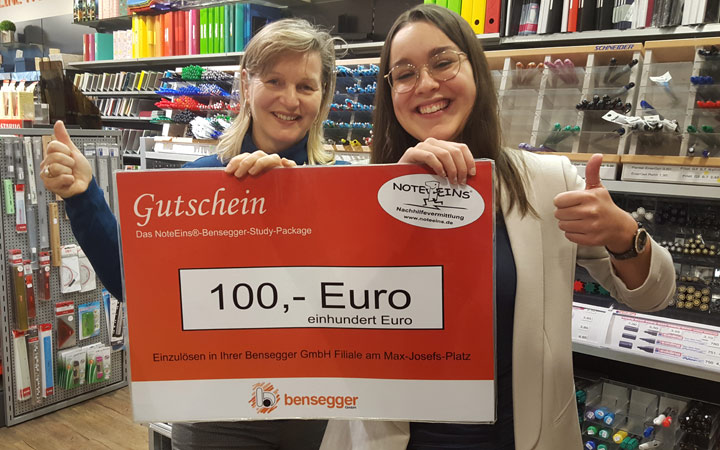 SCHNEIDER
Gutschein
Das NoteEins®-Bensegger-Study-Package
NOTEEINS®
Nachhilfevermittlung
www.noteeins.de
100,- Euro
einhundert Euro
Einzulösen in Ihrer Bensegger GmbH Filiale am Max-Josefs-Platz
bensegger
GmbH